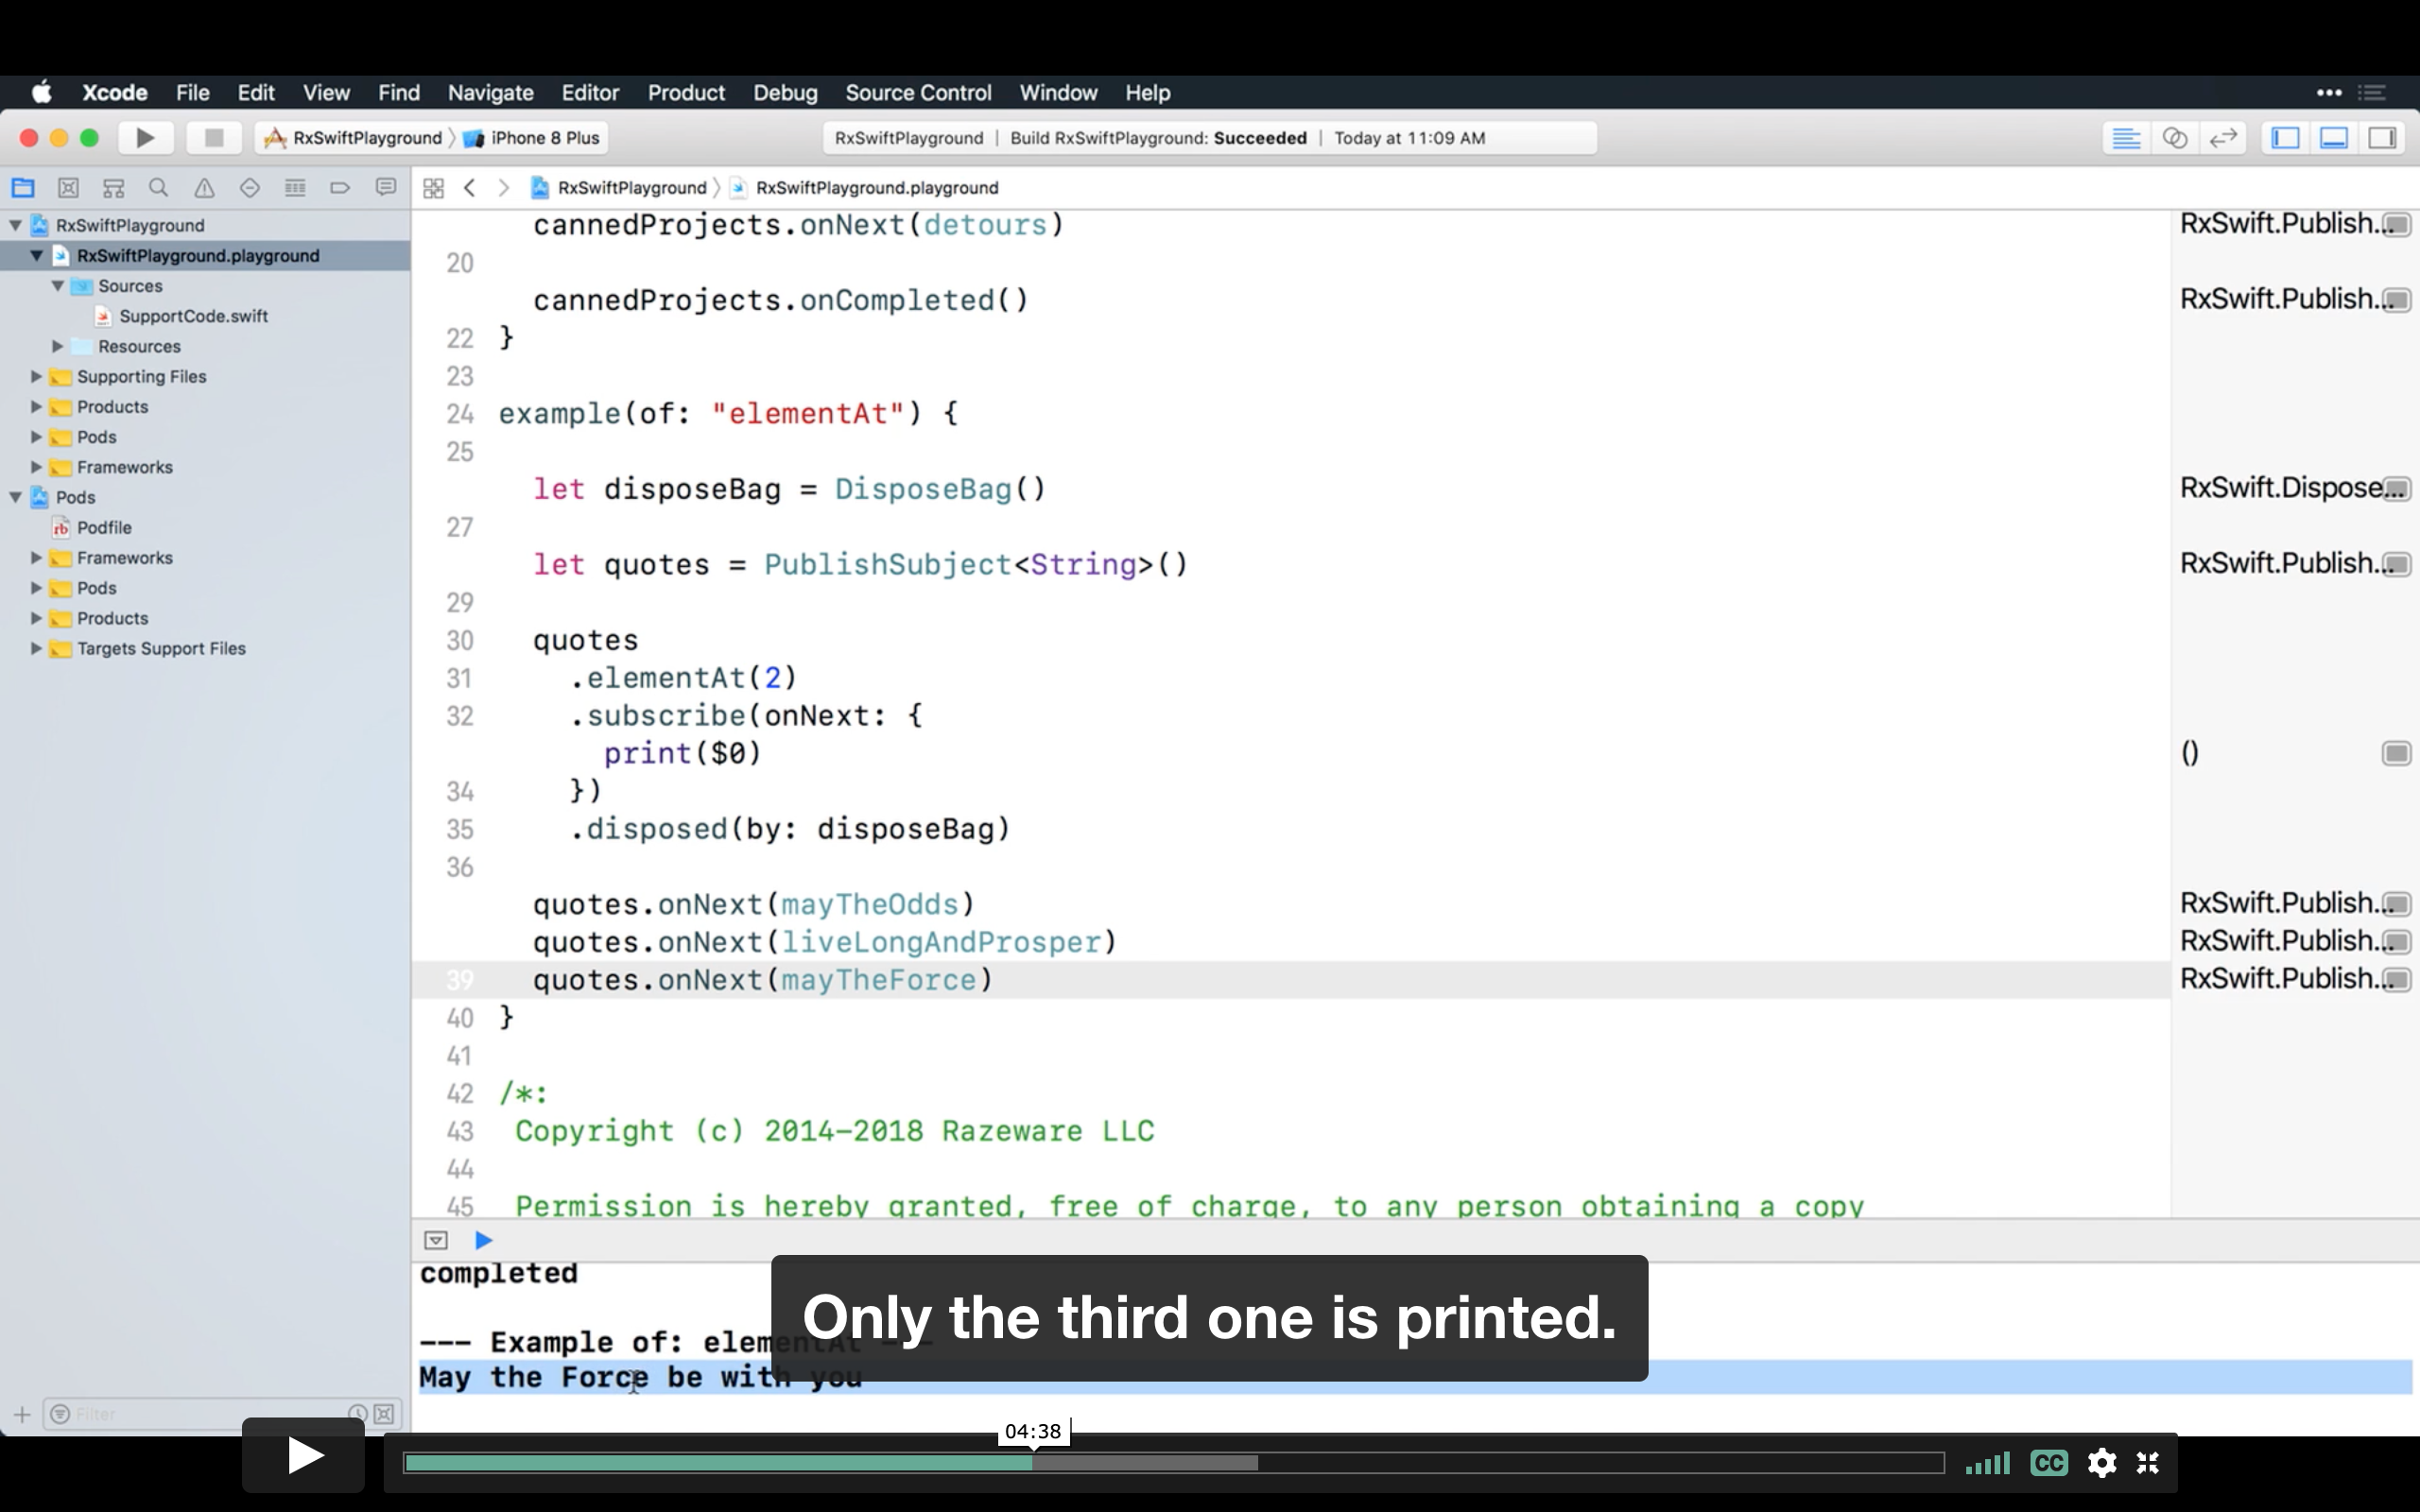 Xcode File Edit View Find Navigate Editor Product Debug Source Control Window Help
RxSwiftPlayground iPhone 8 Plus RxSwiftPlayground | Build RxSwiftPlayground: Succeeded | Today at 11:09 AM
RxSwiftPlayground RxSwiftPlayground.playground
RxSwiftPlayground
RxSwiftPlayground.playground
Sources
SupportCode.swift
Resources
Supporting Files
Products
Pods
Frameworks
Pods
Podfile
Frameworks
Pods
Products
Targets Support Files
Filter
cannedProjects.onNext(detours) RxSwift.Publish...
20
cannedProjects.onCompleted() RxSwift.Publish...
22 }
23
24 example(of: "elementAt") {
25
let disposeBag = DisposeBag() RxSwift.Dispose...
27
let quotes = PublishSubject<String>() RxSwift.Publish...
29
30 quotes
31 .elementAt(2)
32 .subscribe(onNext: {
print($0) ()
34 })
35 .disposed(by: disposeBag)
36
quotes.onNext(mayTheOdds) RxSwift.Publish...
quotes.onNext(liveLongAndProsper) RxSwift.Publish...
39 quotes.onNext(mayTheForce) RxSwift.Publish...
40 }
41
42 /*:
43 Copyright (c) 2014-2018 Razeware LLC
44
45 Permission is hereby granted, free of charge, to any person obtaining a copy
completed
--- Example of: elementAt ---
May the Force be with you
Only the third one is printed.
04:38
CC